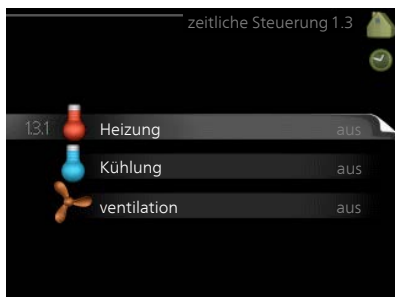 zeitliche Steuerung 1.3
1.3.1 Heizung aus
Kühlung aus
ventilation aus